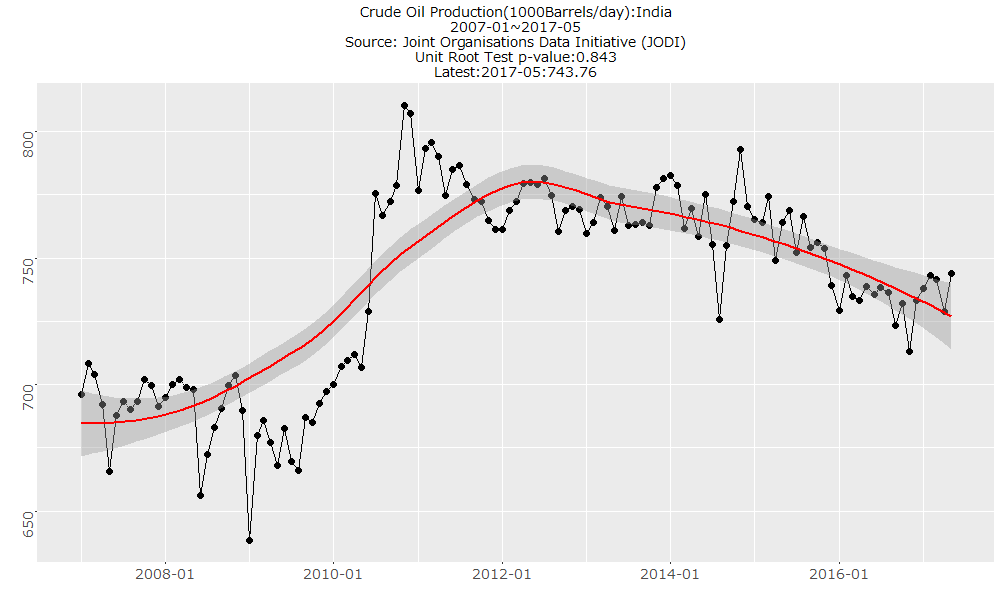 Crude Oil Production(1000Barrels/day):India
2007-01~2017-05
Source: Joint Organisations Data Initiative (JODI)
Unit Root Test p-value:0.843
Latest:2017-05:743.76
800
750
700
650
2008-01 2010-01 2012-01 2014-01 2016-01